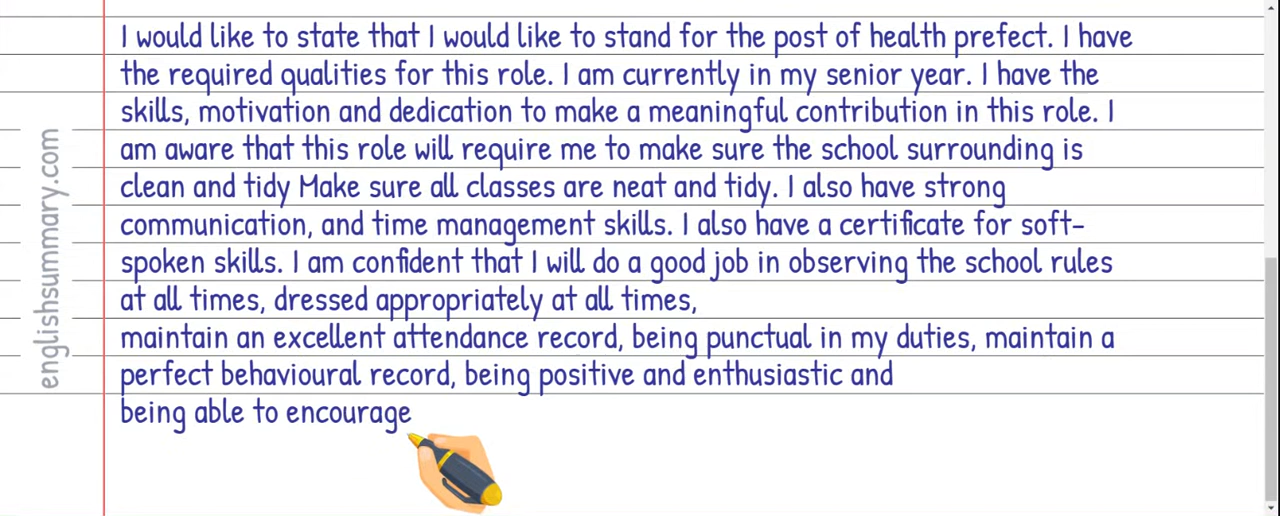 I would like to state that I would like to stand for the post of health prefect. I have
the required qualities for this role. I am currently in my senior year. I have the
skills, motivation and dedication to make a meaningful contribution in this role. I
am aware that this role will require me to make sure the school surrounding is
clean and tidy Make sure all classes are neat and tidy. I also have strong
communication, and time management skills. I also have a certificate for soft-
spoken skills. I am confident that I will do a good job in observing the school rules
at all times, dressed appropriately at all times,
maintain an excellent attendance record, being punctual in my duties, maintain a
perfect behavioural record, being positive and enthusiastic and
being able to encourage
englishsummary.com